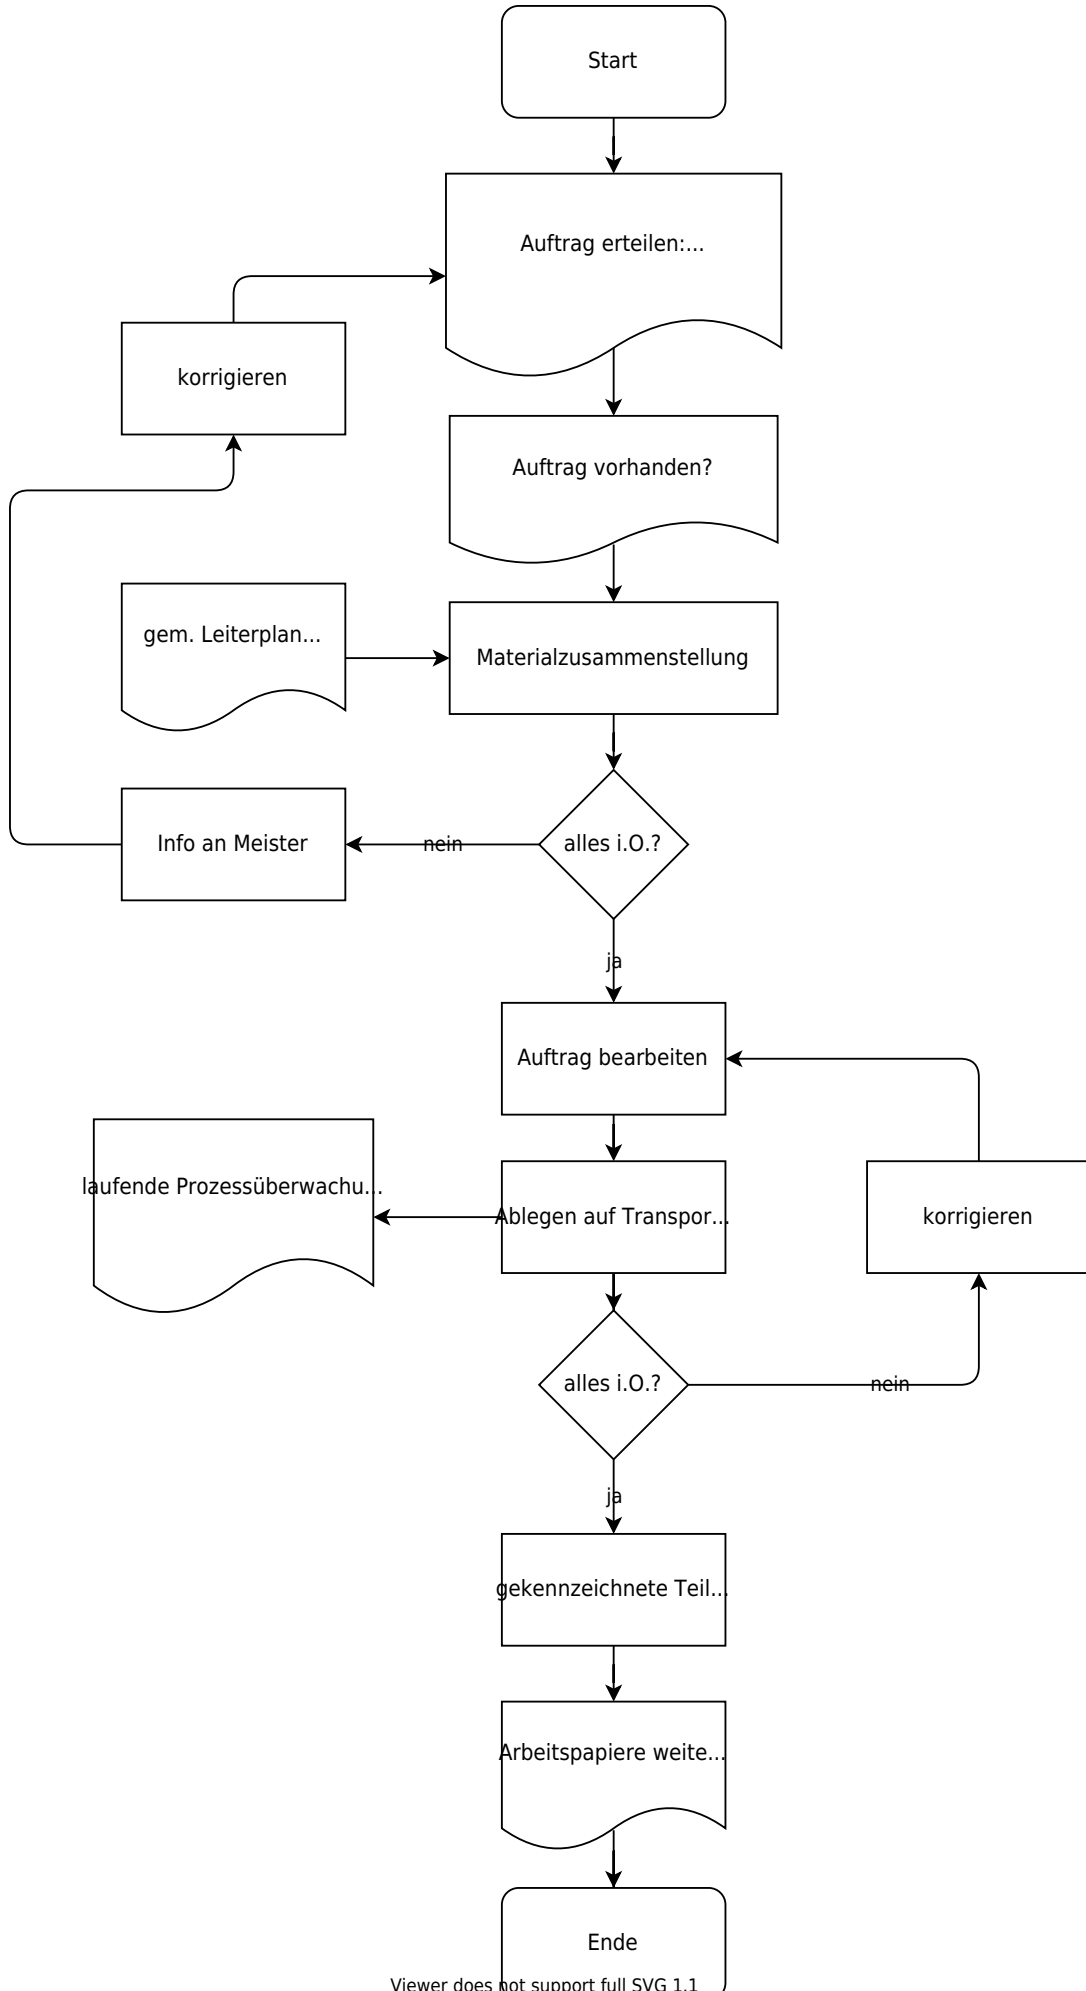 Start
Auftrag erteilen:...
korrigieren
Auftrag vorhanden?
gem. Leiterplan...
Materialzusammenstellung
Info an Meister
nein
alles i.O.?
ja
Auftrag bearbeiten
laufende Prozessüberwachu...
Ablegen auf Transpor...
korrigieren
alles i.O.?
nein
ja
gekennzeichnete Teil...
Arbeitspapiere weite...
Ende
Viewer does not support full SVG 1.1